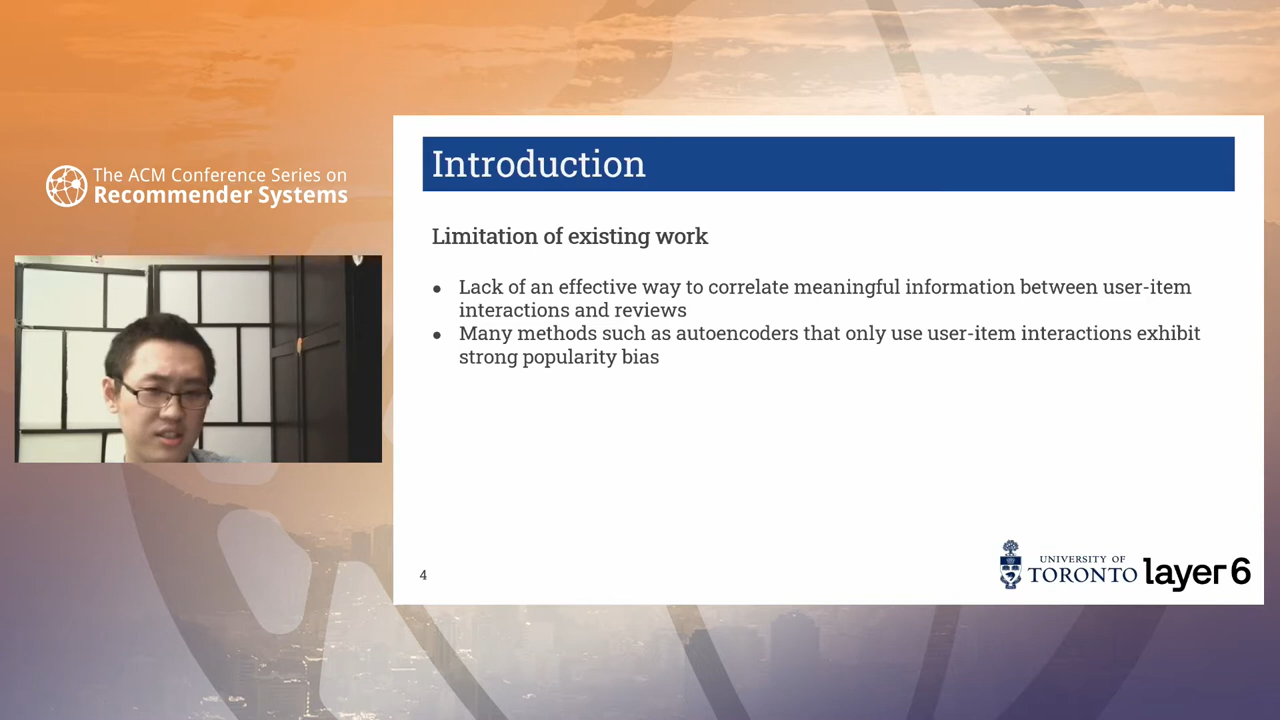 The ACM Conference Series on
Recommender Systems
Introduction
Limitation of existing work
● Lack of an effective way to correlate meaningful information between user-item
interactions and reviews
● Many methods such as autoencoders that only use user-item interactions exhibit
strong popularity bias
4
UNIVERSITY OF
TORONTO
layer 6